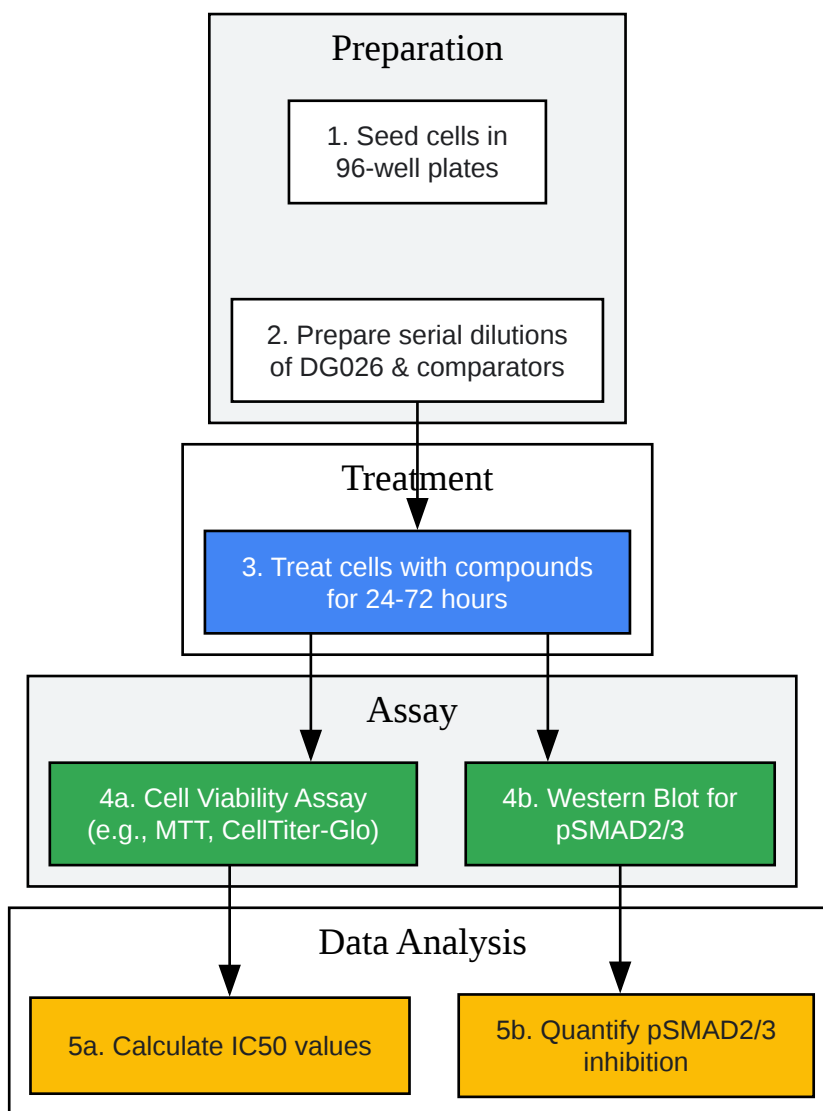 Preparation
1. Seed cells in
96-well plates
2. Prepare serial dilutions
of DG026 & comparators
Treatment
3. Treat cells with compounds
for 24-72 hours
Assay
4a. Cell Viability Assay
(e.g., MTT, CellTiter-Glo)
4b. Western Blot for
pSMAD2/3
Data Analysis
5a. Calculate IC50 values
5b. Quantify pSMAD2/3
inhibition